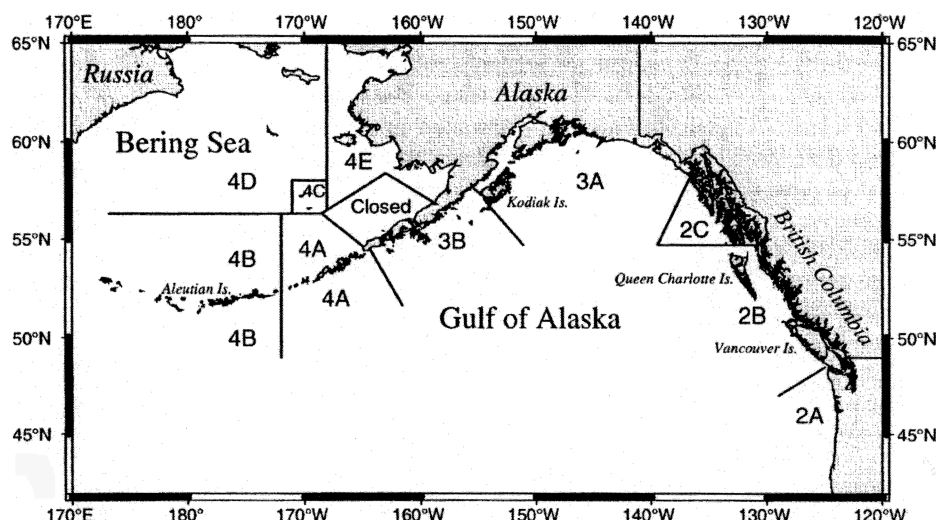 170°E 180° 170°W 160°W 150°W 140°W 130°W 120°W
65°N 65°N
Russia
Alaska
60°N 60°N
Bering Sea
4E
4D
4C
3A
Closed
Kodiak Is.
British Columbia
2C
3B
4A
55°N 55°N
4B
Queen Charlotte Is.
Aleutian Is.
4A
2B
Gulf of Alaska
4B
50°N 50°N
Vancouver Is.
2A
45°N 45°N
170°E 180° 170°W 160°W 150°W 140°W 130°W 120°W